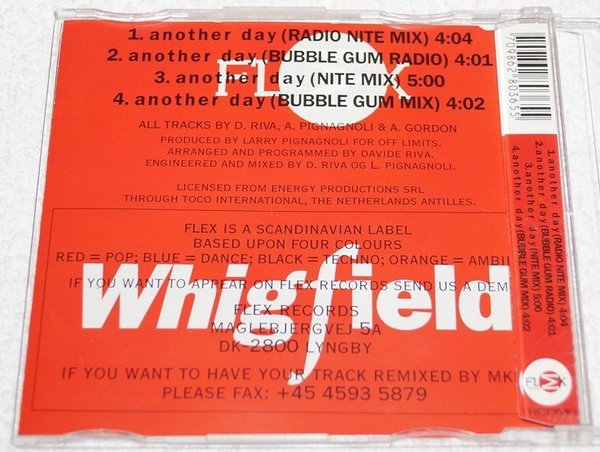 1. another day (RADIO NITE MIX) 4:04
2. another day (BUBBLE GUM RADIO) 4:01
3. another day (NITE MIX) 5:00
4. another day (BUBBLE GUM MIX) 4:02
FLEX
ALL TRACKS BY D. RIVA, A. PIGNAGNOLI & A. GORDON
PRODUCED BY LARRY PIGNAGNOLI FOR OFF LIMITS.
ARRANGED AND PROGRAMMED BY DAVIDE RIVA.
ENGINEERED AND MIXED BY D. RIVA OG L. PIGNAGNOLI.
LICENSED FROM ENERGY PRODUCTIONS SRL
THROUGH TOCO INTERNATIONAL, THE NETHERLANDS ANTILLES.
FLEX IS A SCANDINAVIAN LABEL
BASED UPON FOUR COLOURS
RED = POP; BLUE = DANCE; BLACK = TECHNO; ORANGE = AMBI
Whigfield
IF YOU WANT TO APPEAR ON FLEX RECORDS SEND US A DEM
FLEX RECORDS
MAGLEBJERGVEJ 5A
DK-2800 LYNGBY
IF YOU WANT TO HAVE YOUR TRACK REMIXED BY MK
PLEASE FAX: +45 4593 5879
7 09862 80365 5
1. another day (RADIO NITE MIX) 4:04
2. another day (BUBBLE GUM RADIO) 4:01
3. another day (NITE MIX) 5:00
4. another day (BUBBLE GUM MIX) 4:02
FLEX